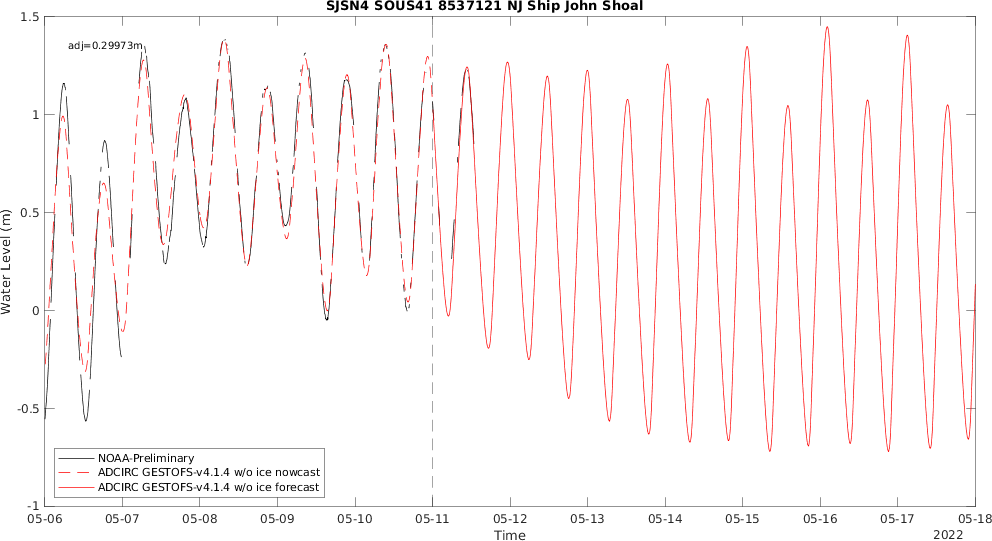 SJSN4 SOUS41 8537121 NJ Ship John Shoal
adj=0.29973m
Water Level (m)
1.5
1
0.5
0
-0.5
-1
NOAA-Preliminary
ADCIRC GESTOFS-v4.1.4 w/o ice nowcast
ADCIRC GESTOFS-v4.1.4 w/o ice forecast
05-06 05-07 05-08 05-09 05-10 05-11 05-12 05-13 05-14 05-15 05-16 05-17 05-18
Time
2022